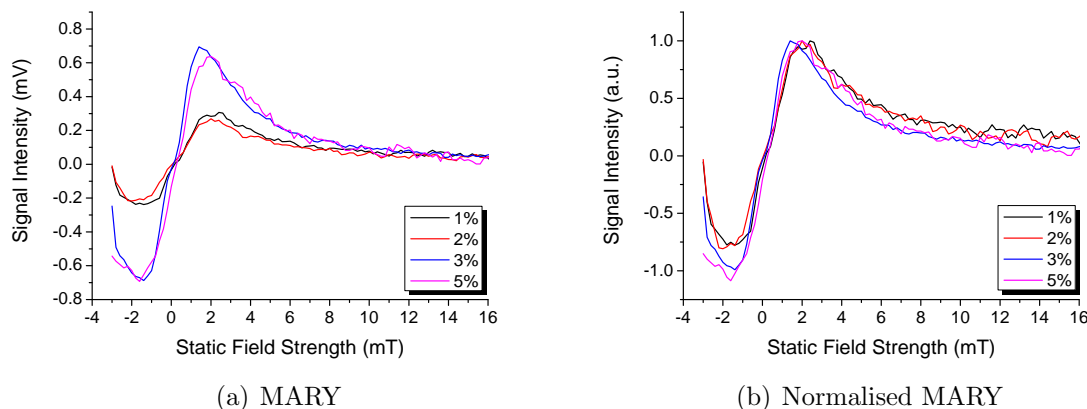 0.8
0.6
0.4
0.2
0.0
-0.2
-0.4
-0.6
-0.8
Signal Intensity (mV)
-4 -2 0 2 4 6 8 10 12 14 16
Static Field Strength (mT)
1%
2%
3%
5%
(a) MARY
1.0
0.5
0.0
-0.5
-1.0
Signal Intensity (a.u.)
-4 -2 0 2 4 6 8 10 12 14 16
Static Field Strength (mT)
1%
2%
3%
5%
(b) Normalised MARY